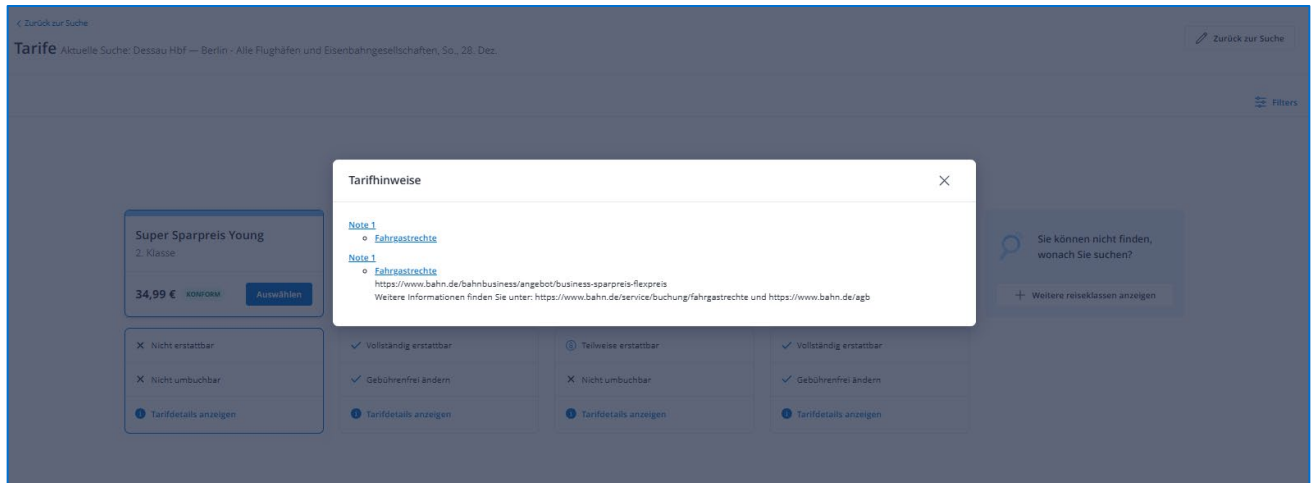 < Zurück zur Suche
Tarife Aktuelle Suche: Dessau Hbf — Berlin - Alle Flughäfen und Eisenbahngesellschaften, So., 28. Dez.
Zurück zur Suche
Filters
Tarifhinweise
Note 1
Fahrgastrechte
Note 1
Fahrgastrechte
https://www.bahn.de/bahnbusiness/angebot/business-sparpreis-flexpreis
Weitere Informationen finden Sie unter: https://www.bahn.de/service/buchung/fahrgastrechte und https://www.bahn.de/agb
Super Sparpreis Young
2. Klasse
34,99 € KONFORM Auswählen
Nicht erstattbar
Nicht umbuchbar
Tarifdetails anzeigen
Vollständig erstattbar
Gebührenfrei ändern
Tarifdetails anzeigen
Teilweise erstattbar
Nicht umbuchbar
Tarifdetails anzeigen
Vollständig erstattbar
Gebührenfrei ändern
Tarifdetails anzeigen
Sie können nicht finden,
wonach Sie suchen?
+ Weitere reiseklassen anzeigen